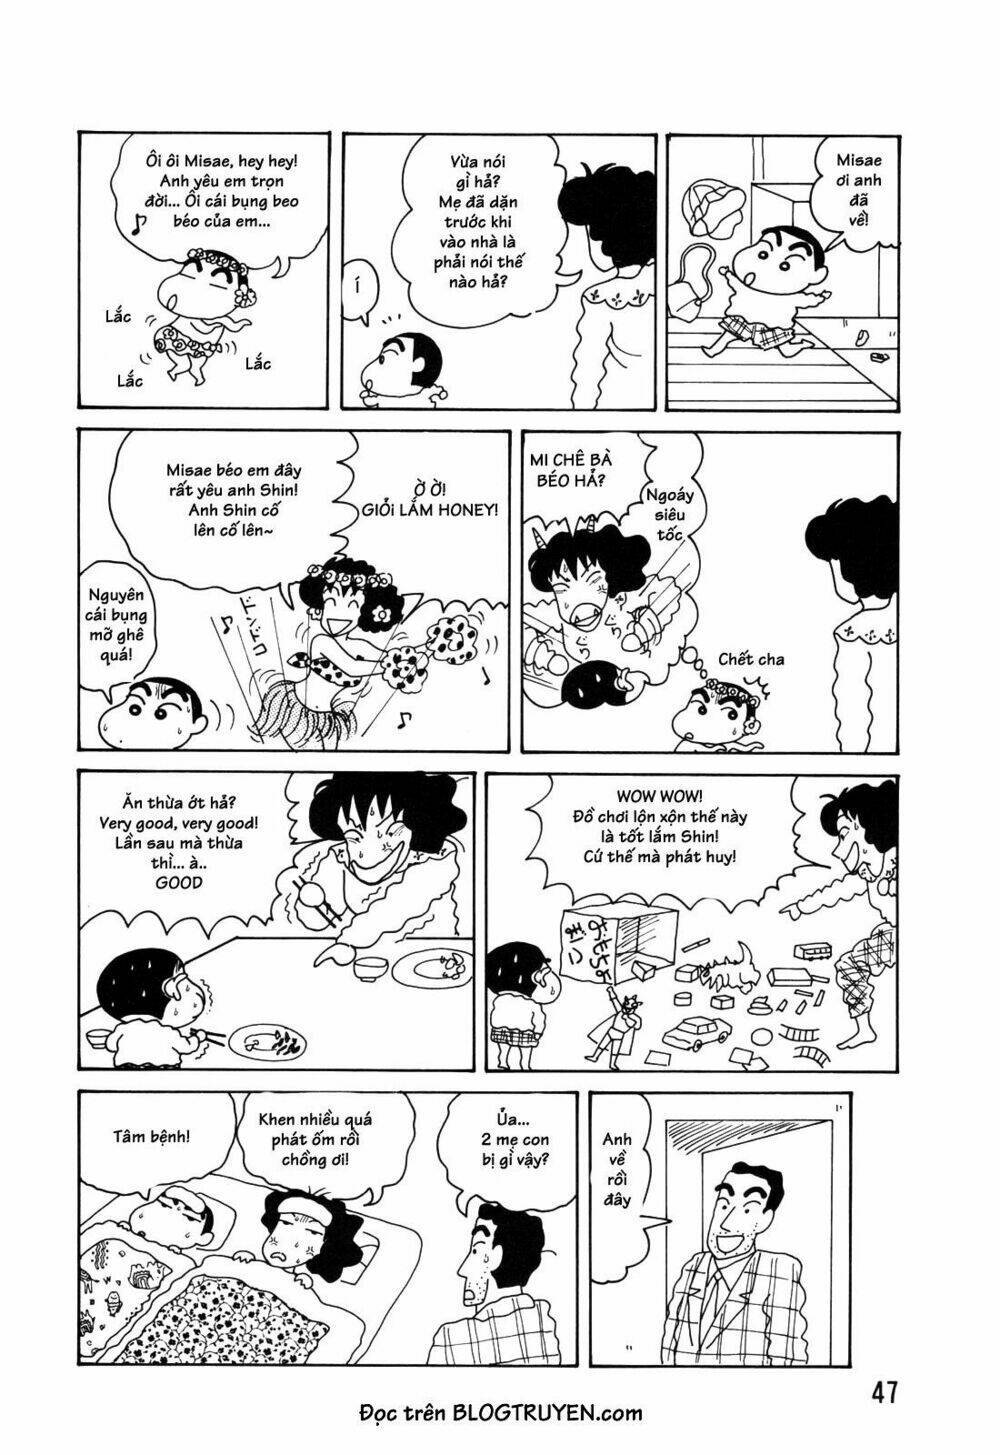 Misae
ơi anh
đã
về!
Vừa nói
gì hả?
Mẹ đã dặn
trước khi
vào nhà là
phải nói thế
nào hả?
Í
Ôi ôi Misae, hey hey!
Anh yêu em trọn
đời... Ôi cái bụng beo
béo của em...
Lắc
Lắc
Lắc
MI CHÊ BÀ
BÉO HẢ?
Ngoáy
siêu
tốc
Chết cha
Misae béo em đây
rất yêu anh Shin!
Anh Shin cố
lên cố lên~
Ờ Ờ!
GIỎI LẮM HONEY!
Nguyên
cái bụng
mỡ ghê
quá!
WOW WOW!
Đồ chơi lộn xộn thế này
là tốt lắm Shin!
Cứ thế mà phát huy!
おもちゃ
ばこ
Ăn thừa ớt hả?
Very good, very good!
Lần sau mà thừa
thì... à..
GOOD
Anh
về
rồi
đây
Ủa...
2 mẹ con
bị gì vậy?
Khen nhiều quá
phát ốm rồi
chồng ơi!
Tâm bệnh!
47
Đọc trên BLOGTRUYEN.com